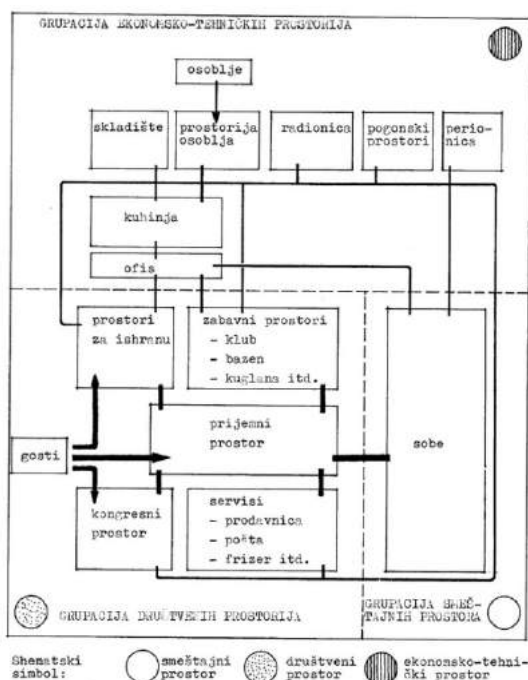 GRUPACIJA EKONOMSKO-TEHNIČKIH PROSTORIJA
osoblje
skladište
prostorija
osoblja
radionica
pogonski
prostori
perio-
nica
kuhinja
ofis
prostori
za ishranu
zabavni prostori
- klub
- bazen
- kuglana itd.
prijemni
prostor
sobe
gosti
kongresni
prostor
servisi
- prodavnica
- pošta
- frizer itd.
GRUPACIJA DRUŠTVENIH PROSTORIJA
GRUPACIJA SMEŠ-
TAJNIH PROSTORA
Shematski
simbol:
smeštajni
prostor
društveni
prostor
ekonomsko-tehni-
čki prostor